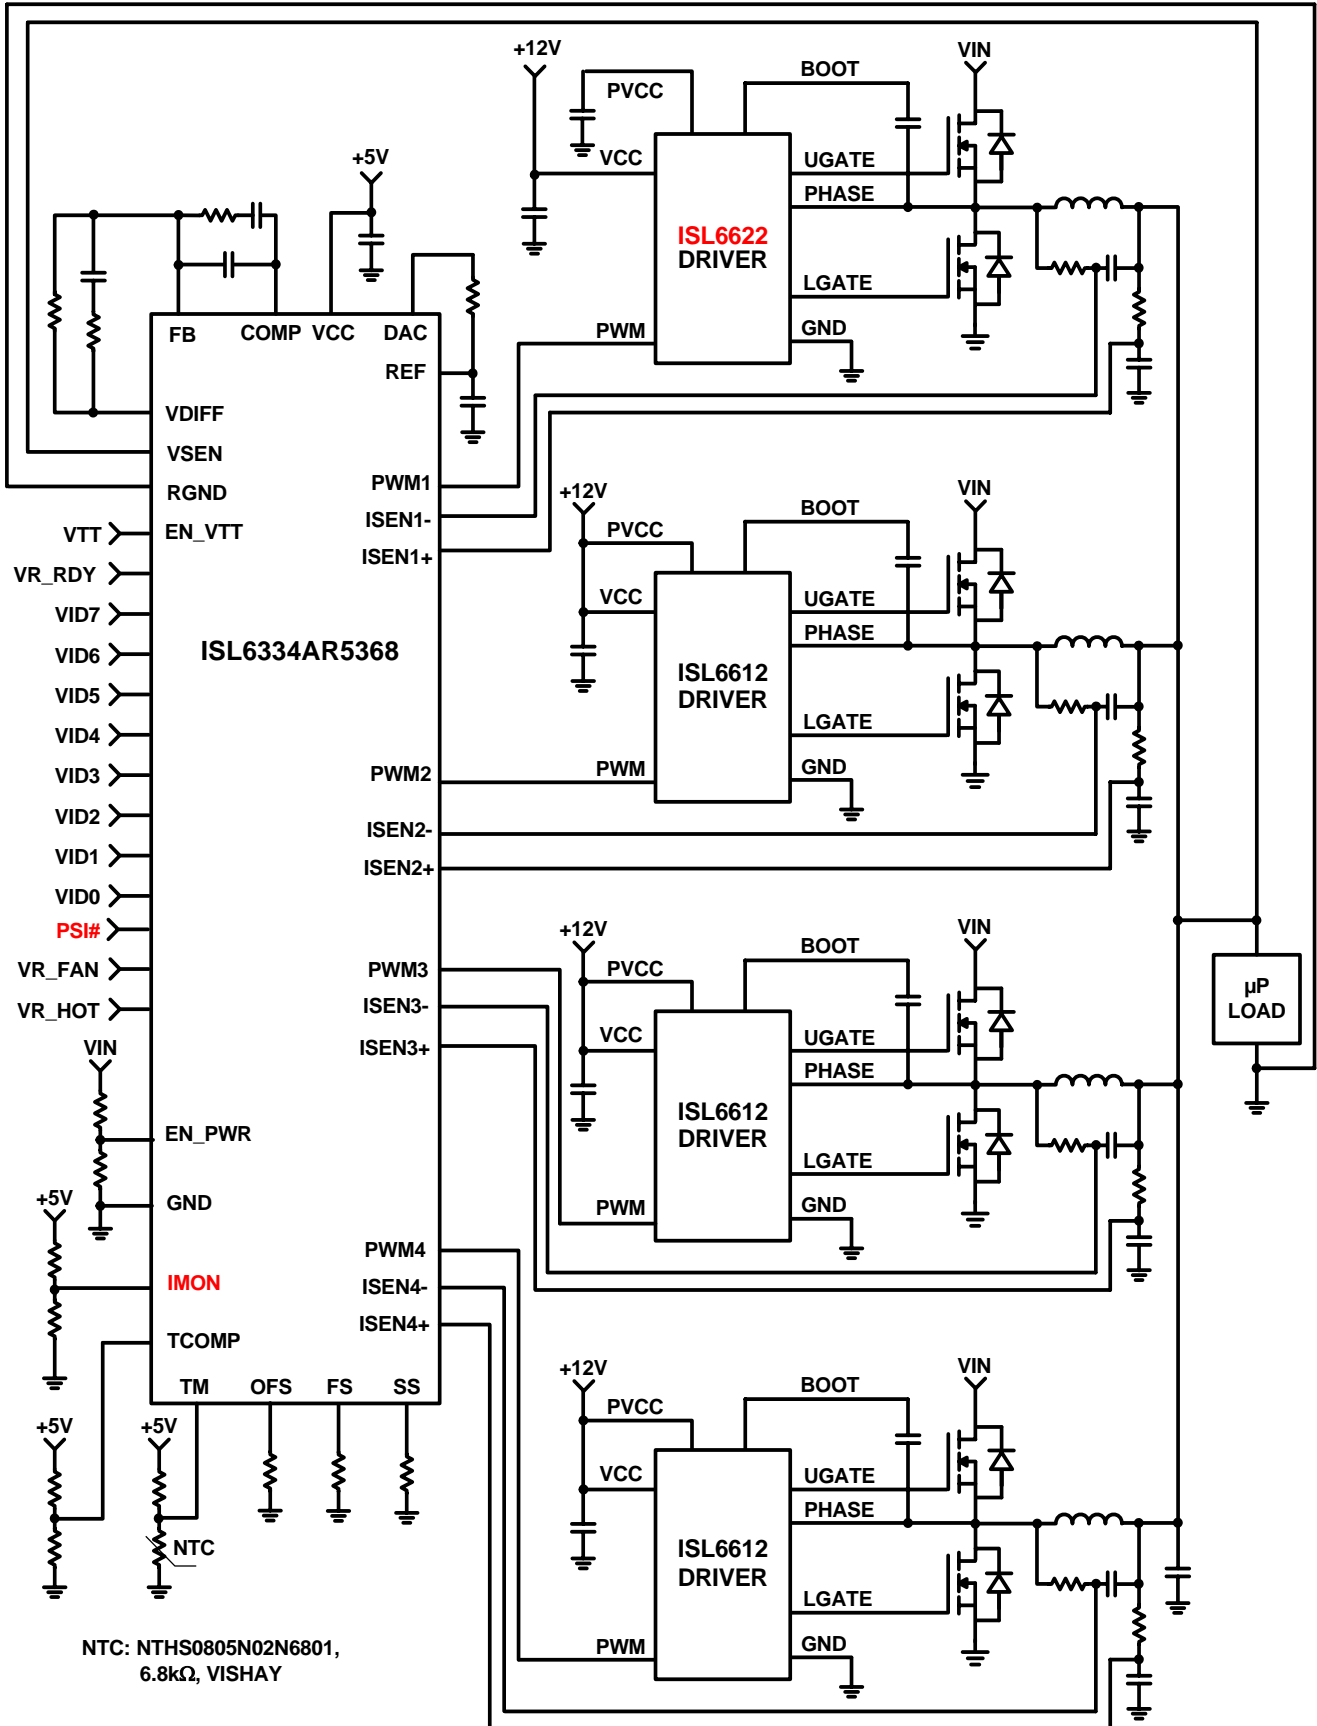 +12V
PVCC
VCC
BOOT
VIN
UGATE
PHASE
ISL6622
DRIVER
LGATE
GND
PWM
+5V
FB
COMP
VCC
DAC
REF
VDIFF
VSEN
RGND
EN_VTT
VTT
VR_RDY
VID7
VID6
VID5
VID4
VID3
VID2
VID1
VID0
PSI#
VR_FAN
VR_HOT
VIN
EN_PWR
GND
+5V
IMON
TCOMP
TM
OFS
FS
SS
+5V
+5V
NTC
ISL6334AR5368
PWM1
ISEN1-
ISEN1+
PWM2
ISEN2-
ISEN2+
PWM3
ISEN3-
ISEN3+
PWM4
ISEN4-
ISEN4+
+12V
PVCC
VCC
BOOT
VIN
UGATE
PHASE
ISL6612
DRIVER
LGATE
GND
PWM
+12V
PVCC
VCC
BOOT
VIN
UGATE
PHASE
ISL6612
DRIVER
LGATE
GND
PWM
µP
LOAD
+12V
PVCC
VCC
BOOT
VIN
UGATE
PHASE
ISL6612
DRIVER
LGATE
GND
PWM
NTC: NTHS0805N02N6801,
6.8kΩ, VISHAY